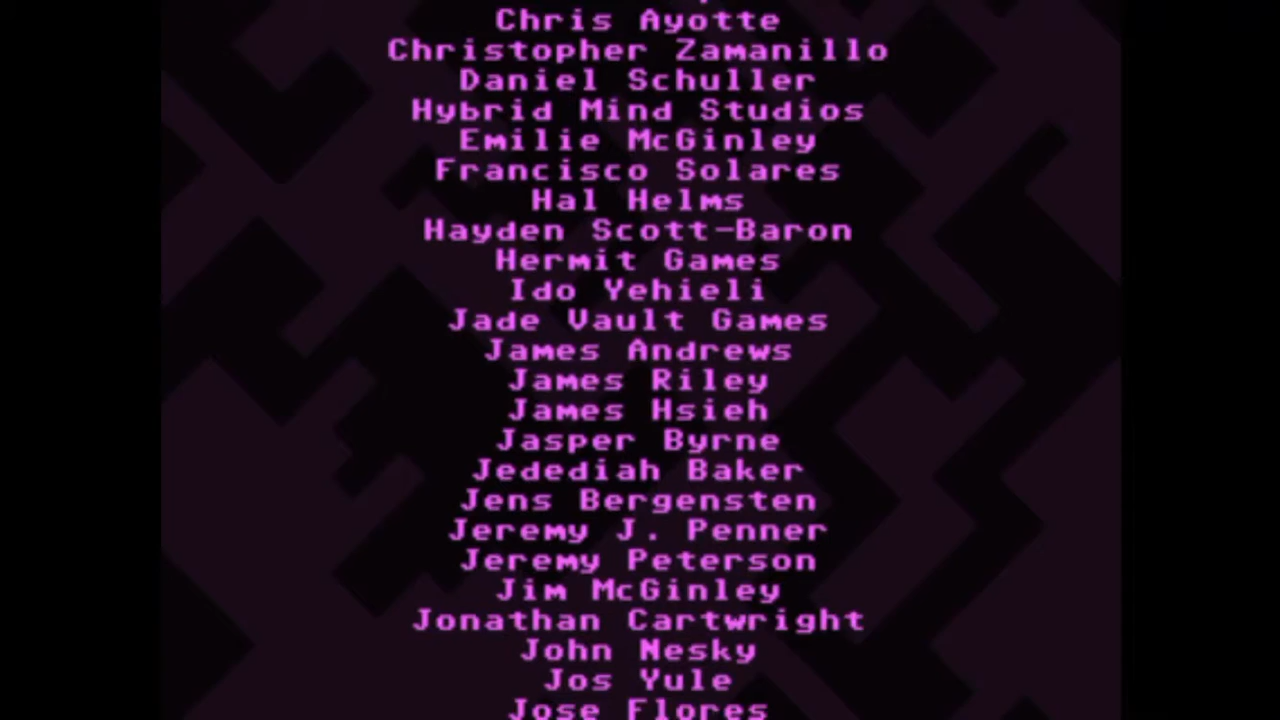 Chris Ayotte
Christopher Zamanillo
Daniel Schuller
Hybrid Mind Studios
Emilie McGinley
Francisco Solares
Hal Helms
Hayden Scott-Baron
Hermit Games
Ido Yehieli
Jade Vault Games
James Andrews
James Riley
James Hsieh
Jasper Byrne
Jedediah Baker
Jens Bergensten
Jeremy J. Penner
Jeremy Peterson
Jim McGinley
Jonathan Cartwright
John Nesky
Jos Yule
Jose Flores